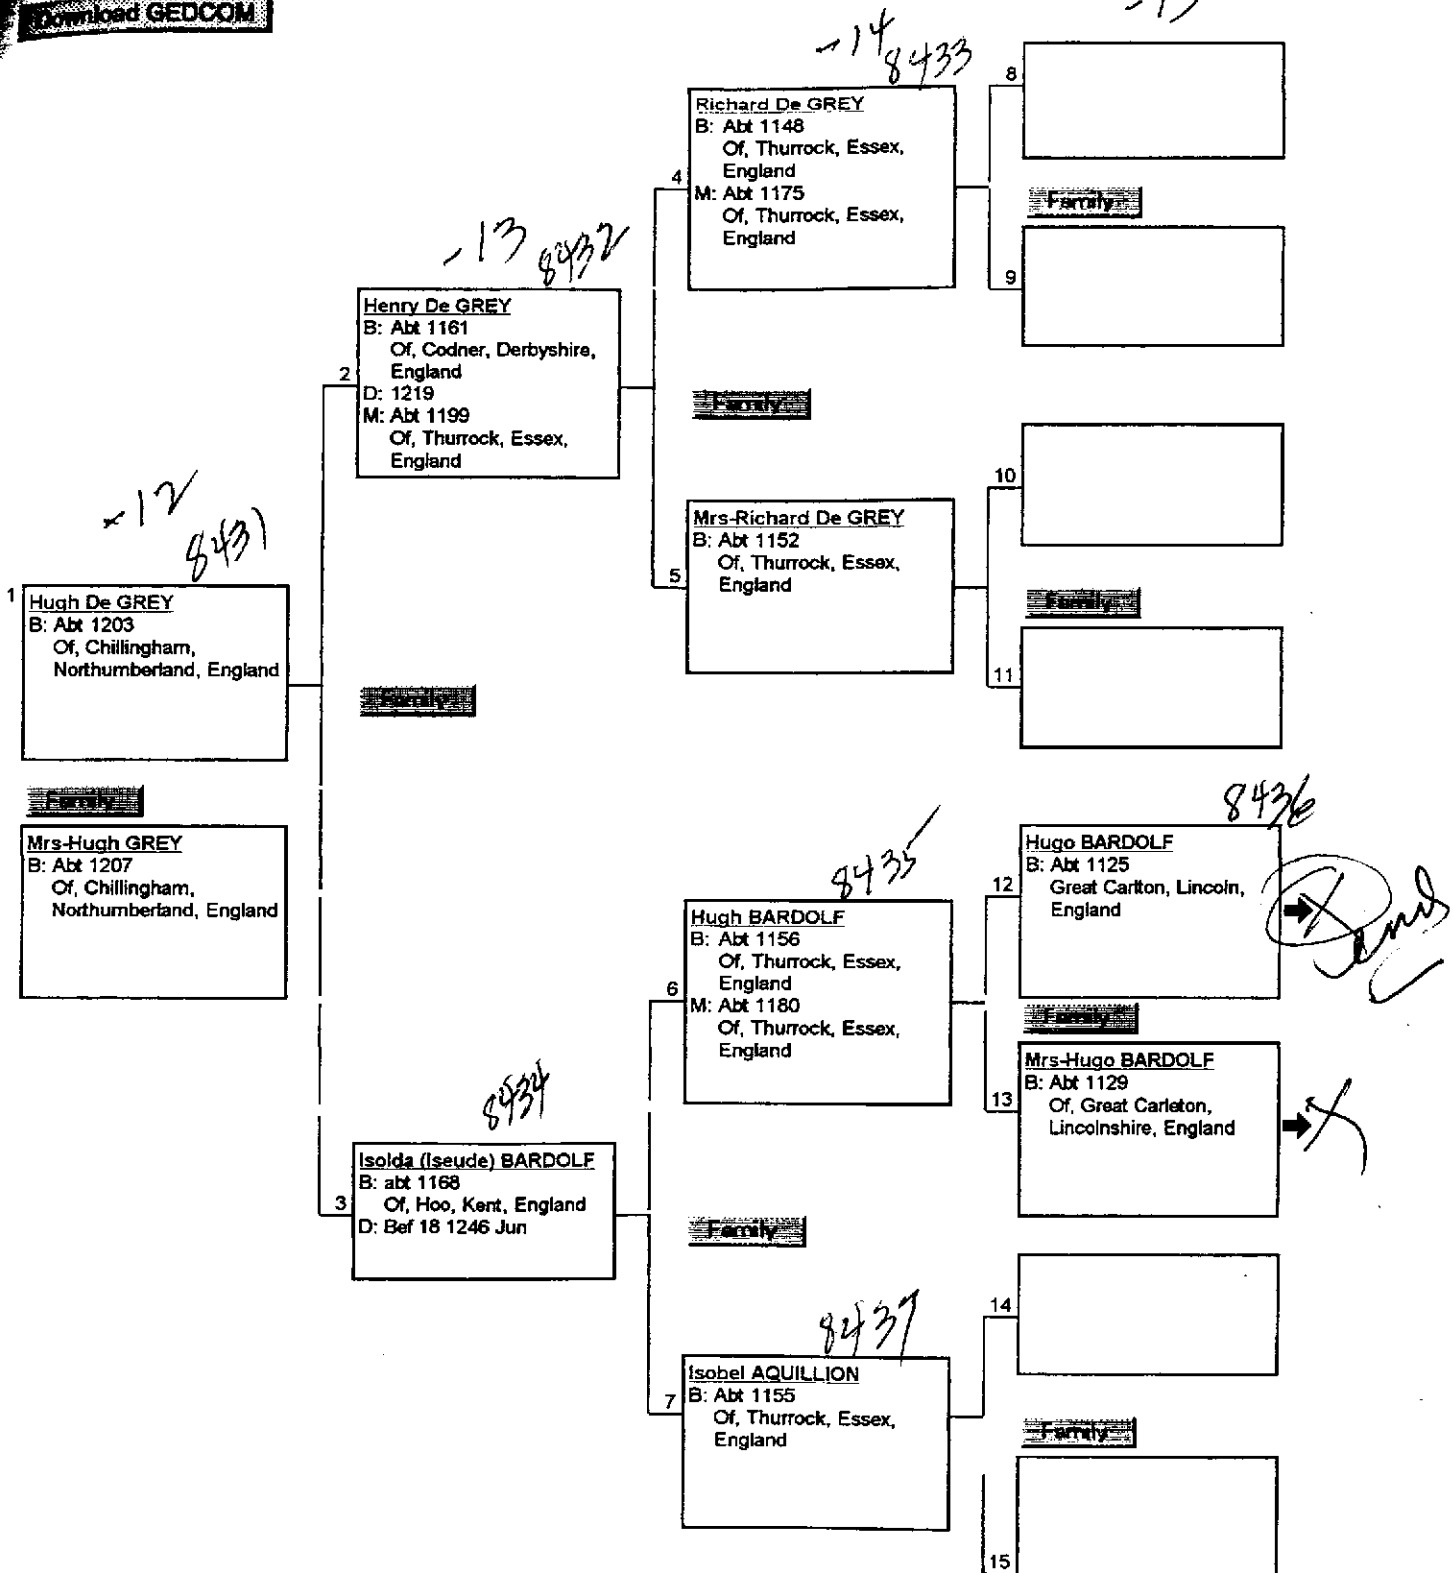 Download GEDCOM
-14
8433
8
Richard De GREY
B: Abt 1148
Of, Thurrock, Essex,
England
M: Abt 1175
Of, Thurrock, Essex,
England
4
Family
9
-13
8432
Henry De GREY
B: Abt 1161
Of, Codner, Derbyshire,
England
D: 1219
M: Abt 1199
Of, Thurrock, Essex,
England
2
Family
10
Mrs-Richard De GREY
B: Abt 1152
Of, Thurrock, Essex,
England
5
Family
11
-12
8431
1
Hugh De GREY
B: Abt 1203
Of, Chillingham,
Northumberland, England
Family
Family
Mrs-Hugh GREY
B: Abt 1207
Of, Chillingham,
Northumberland, England
8436
Hugo BARDOLF
B: Abt 1125
Great Carlton, Lincoln,
England
12
8435
Hugh BARDOLF
B: Abt 1156
Of, Thurrock, Essex,
England
M: Abt 1180
Of, Thurrock, Essex,
England
6
Family
Mrs-Hugo BARDOLF
B: Abt 1129
Of, Great Carleton,
Lincolnshire, England
13
X
8434
Isolda (Iseude) BARDOLF
B: abt 1168
Of, Hoo, Kent, England
D: Bef 18 1246 Jun
3
Family
14
8437
Isobel AQUILLION
B: Abt 1155
Of, Thurrock, Essex,
England
7
Family
15